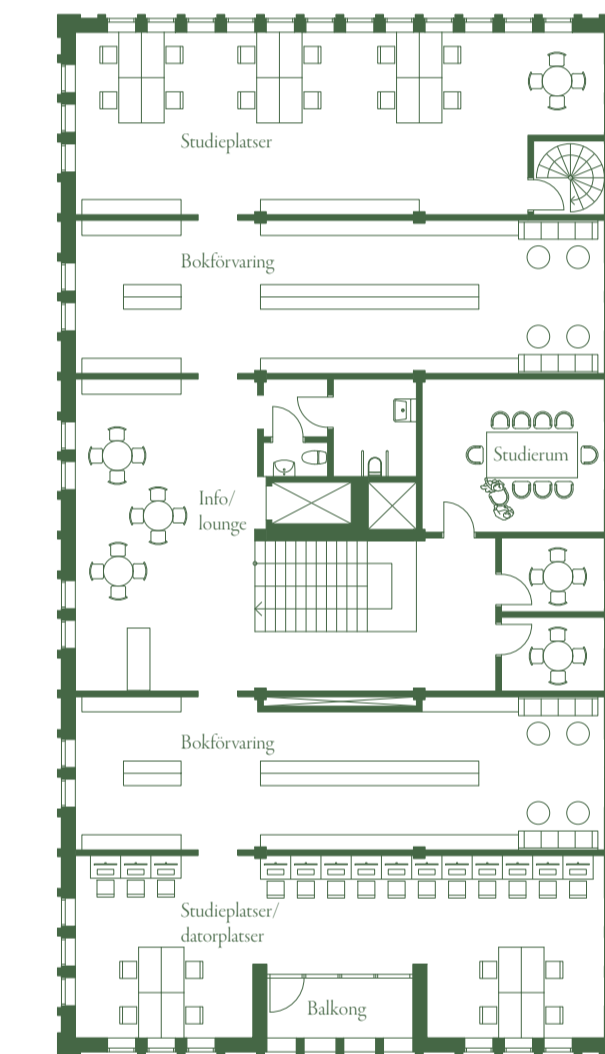 Studieplatser
Bokförvaring
Studierum
Info/
lounge
Bokförvaring
Studieplatser/
datorplatser
Balkong